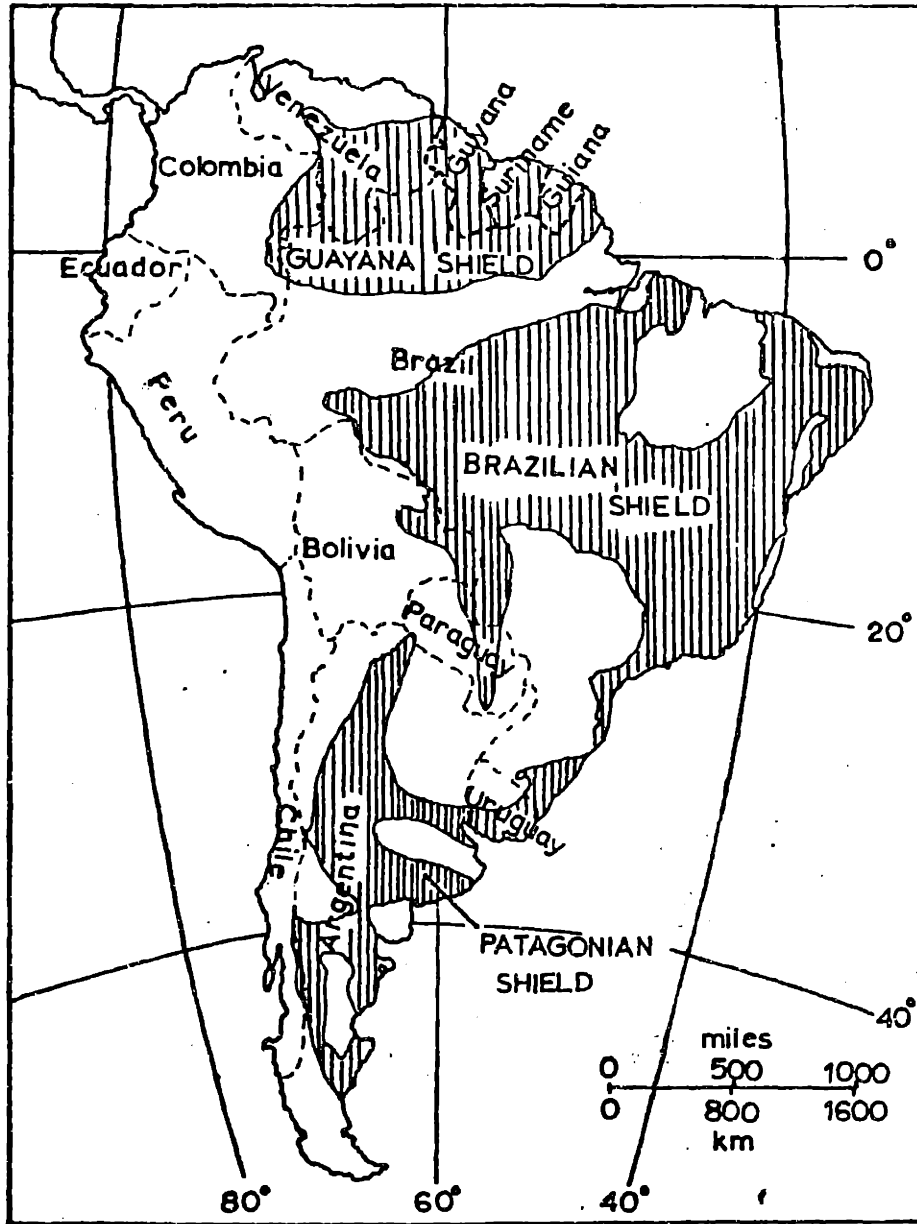 Venezuela
Guyana
Suriname
Guiana
Colombia
GUAYANA SHIELD
0°
Ecuador
Brazil
Peru
BRAZILIAN
SHIELD
Bolivia
Paraguay
20°
Uruguay
Chile
Argentina
PATAGONIAN
SHIELD
40°
miles
0 500 1000
0 800 1600
km
80° 60° 40°